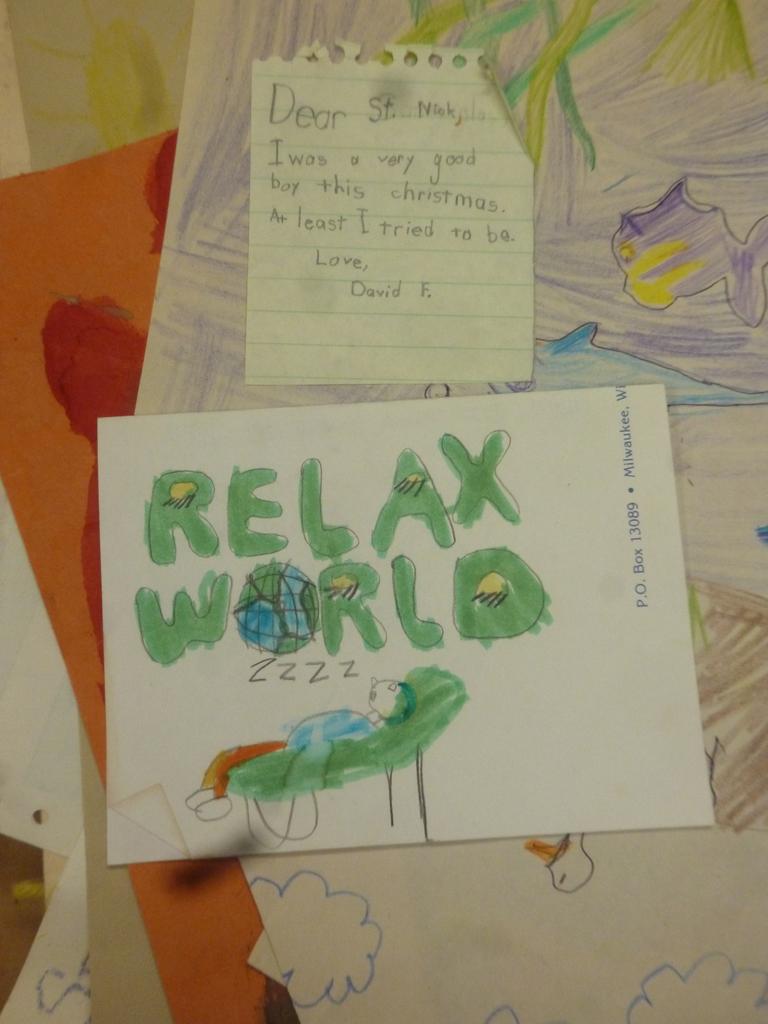 Dear St. Nick,
I was a very good
boy this christmas.
At least I tried to be.
Love,
David F.
RELAX
WORLD
ZZZZ
P.O. Box 13089 • Milwaukee, WI